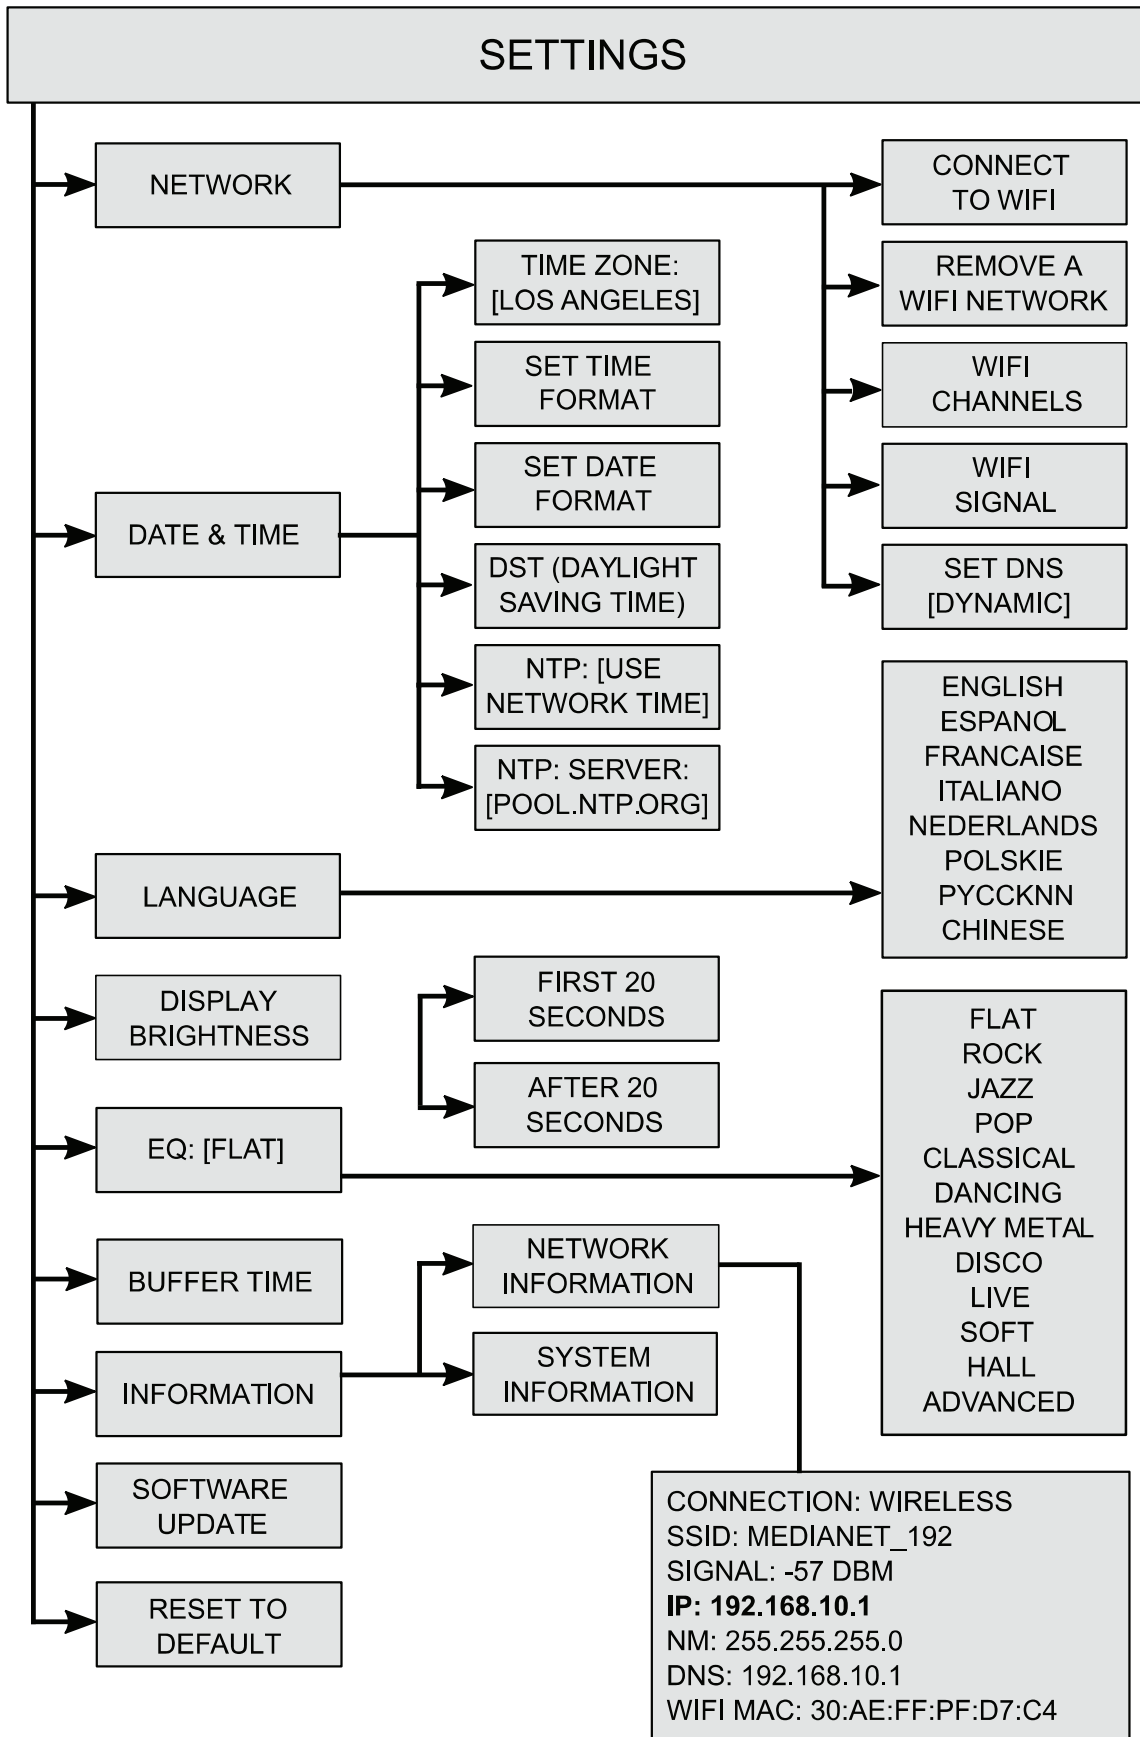 SETTINGS
NETWORK
CONNECT
TO WIFI
REMOVE A
WIFI NETWORK
WIFI
CHANNELS
WIFI
SIGNAL
SET DNS
[DYNAMIC]
DATE & TIME
TIME ZONE:
[LOS ANGELES]
SET TIME
FORMAT
SET DATE
FORMAT
DST (DAYLIGHT
SAVING TIME)
NTP: [USE
NETWORK TIME]
NTP: SERVER:
[POOL.NTP.ORG]
LANGUAGE
ENGLISH
ESPANOL
FRANCAISE
ITALIANO
NEDERLANDS
POLSKIE
PYCCKNN
CHINESE
DISPLAY
BRIGHTNESS
FIRST 20
SECONDS
AFTER 20
SECONDS
EQ: [FLAT]
FLAT
ROCK
JAZZ
POP
CLASSICAL
DANCING
HEAVY METAL
DISCO
LIVE
SOFT
HALL
ADVANCED
BUFFER TIME
INFORMATION
NETWORK
INFORMATION
SYSTEM
INFORMATION
CONNECTION: WIRELESS
SSID: MEDIANET_192
SIGNAL: -57 DBM
IP: 192.168.10.1
NM: 255.255.255.0
DNS: 192.168.10.1
WIFI MAC: 30:AE:FF:PF:D7:C4
SOFTWARE
UPDATE
RESET TO
DEFAULT